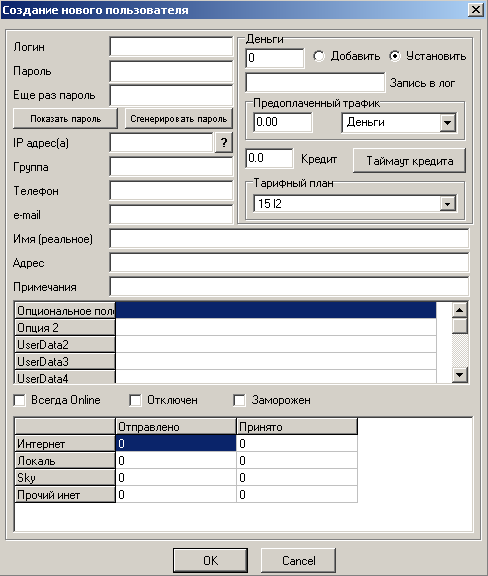 Создание нового пользователя
Логин
Пароль
Еще раз пароль
Показать пароль Сгенерировать пароль
IP адрес(а) ?
Группа
Телефон
e-mail
Деньги
0 Добавить Установить
Запись в лог
Предоплаченный трафик
0.00 Деньги
0.0 Кредит Таймаут кредита
Тарифный план
15 l2
Имя (реальное)
Адрес
Примечания
Опциональное пол
Опция 2
UserData2
UserData3
UserData4
Всегда Online Отключен Заморожен
Отправлено Принято
Интернет 0 0
Локаль 0 0
Sky 0 0
Прочий инет 0 0
OK Cancel